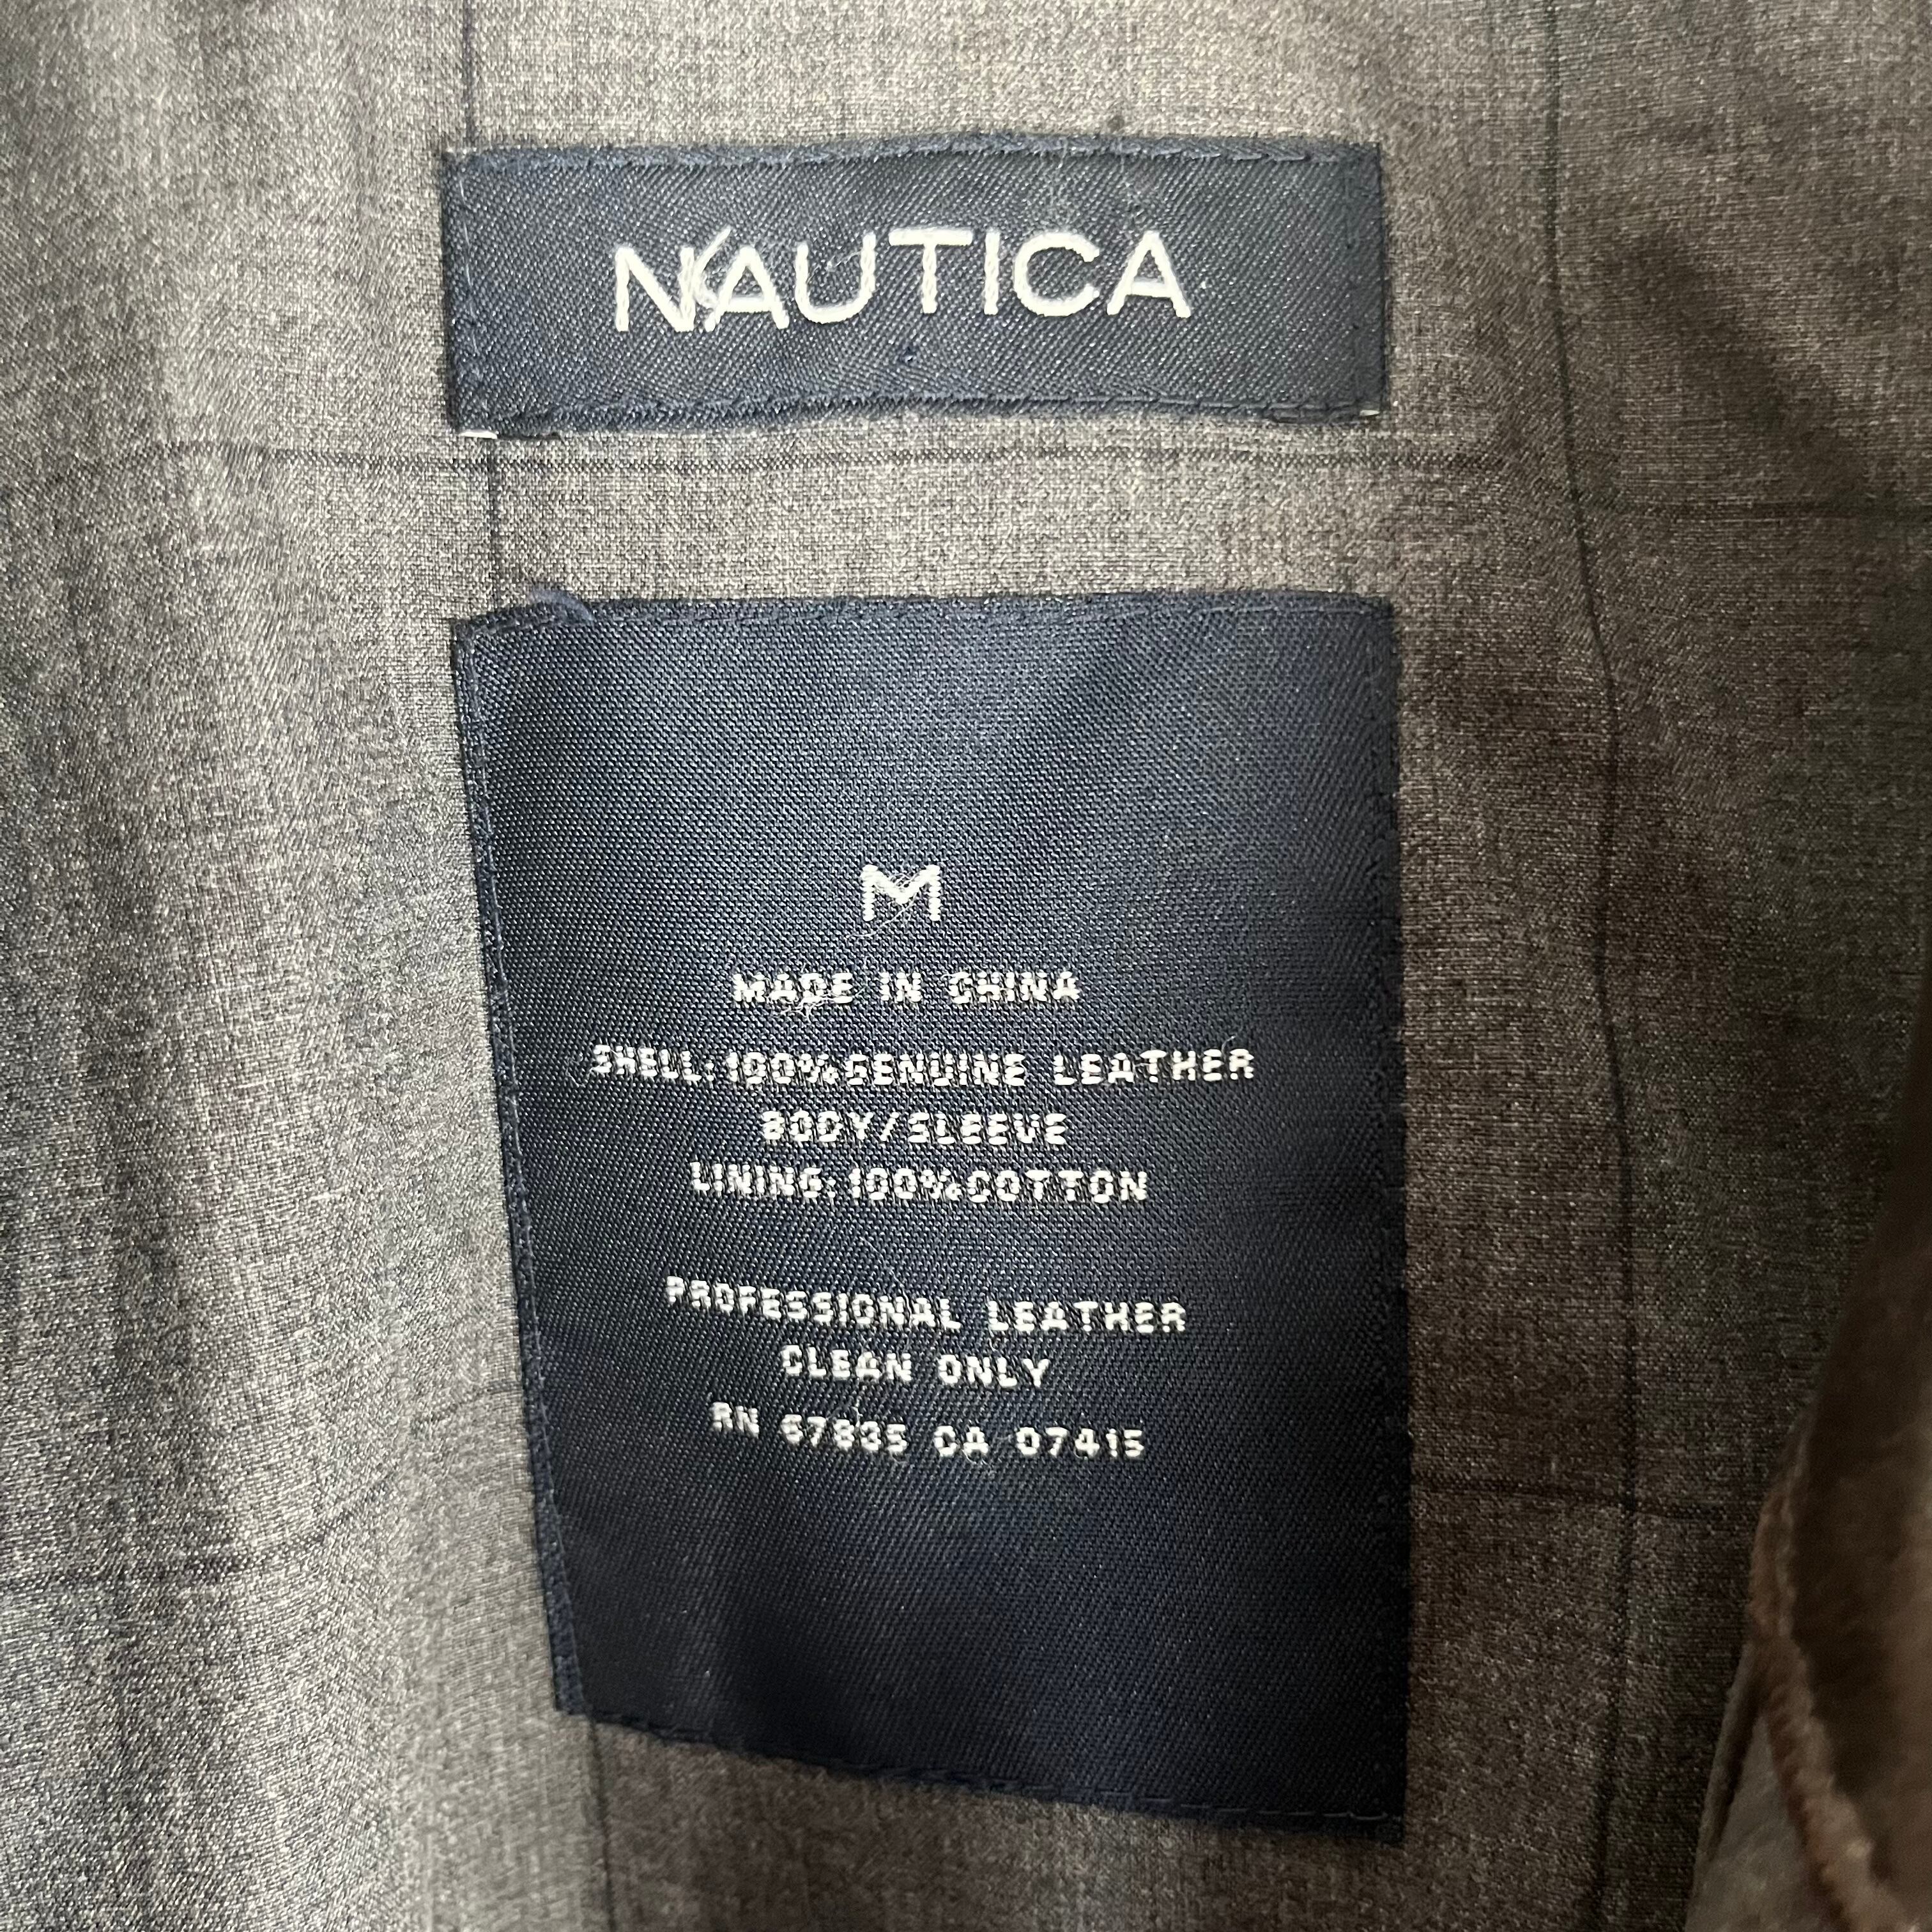 NAUTICA
M
MADE IN CHINA
SHELL: 100% GENUINE LEATHER
BODY/SLEEVE
LINING: 100% COTTON
PROFESSIONAL LEATHER
CLEAN ONLY
RN 67835 CA 07415